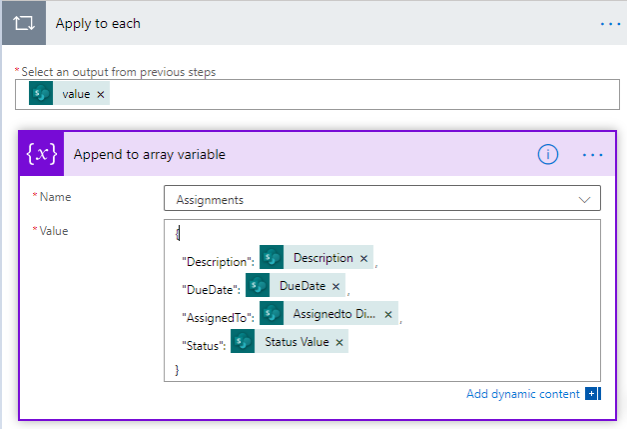 Apply to each
...
* Select an output from previous steps
value ×
{x} Append to array variable
i ...
* Name
Assignments
* Value
{
"Description": Description × ,
"DueDate": DueDate × ,
"AssignedTo": Assignedto Di... × ,
"Status": Status Value ×
}
Add dynamic content +